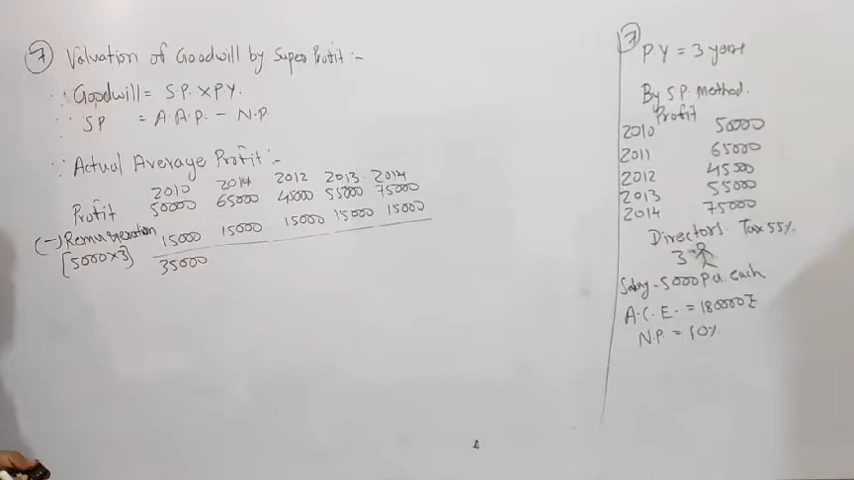 7 Valuation of Goodwill by Super Profit :-
∴ Goodwill = S.P. × P.Y.
∴ SP = A.A.P. - N.P.
∴ Actual Average Profit :-
2010 2014 2012 2013 2014
Profit 50000 65000 45000 55000 75000
(-) Remuneration 15000 15000 15000 15000 15000
[5000×3] 35000
7 P Y = 3 years
By S.P. method.
Profit
2010 50000
2011 65000
2012 45000
2013 55000
2014 75000
Directors. Tax 55%
3
Salary - 5000 P.a. each
A.C.E. = 180000
N.P. = 10%